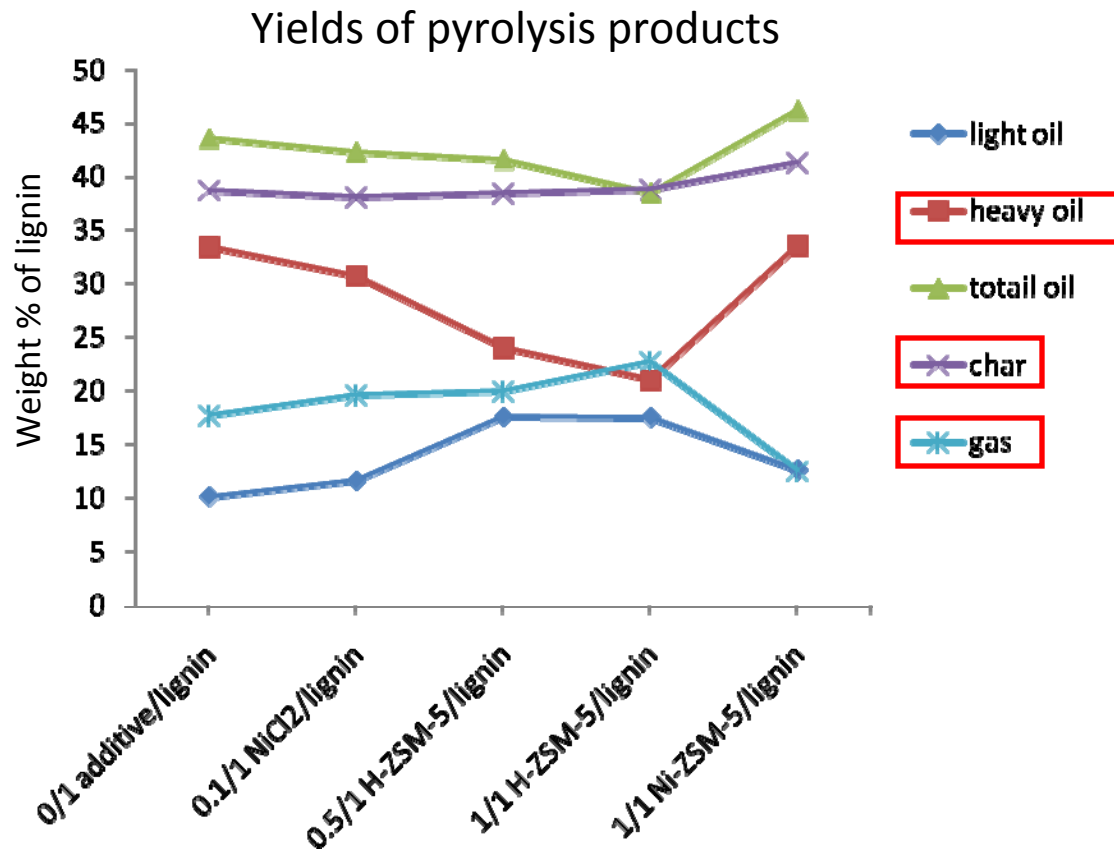 Yields of pyrolysis products
Weight % of lignin
50
45
40
35
30
25
20
15
10
5
0
0/1 additive/lignin
0.1/1 NiCl2/lignin
0.5/1 H-ZSM-5/lignin
1/1 H-ZSM-5/lignin
1/1 Ni-ZSM-5/lignin
light oil
heavy oil
totail oil
char
gas